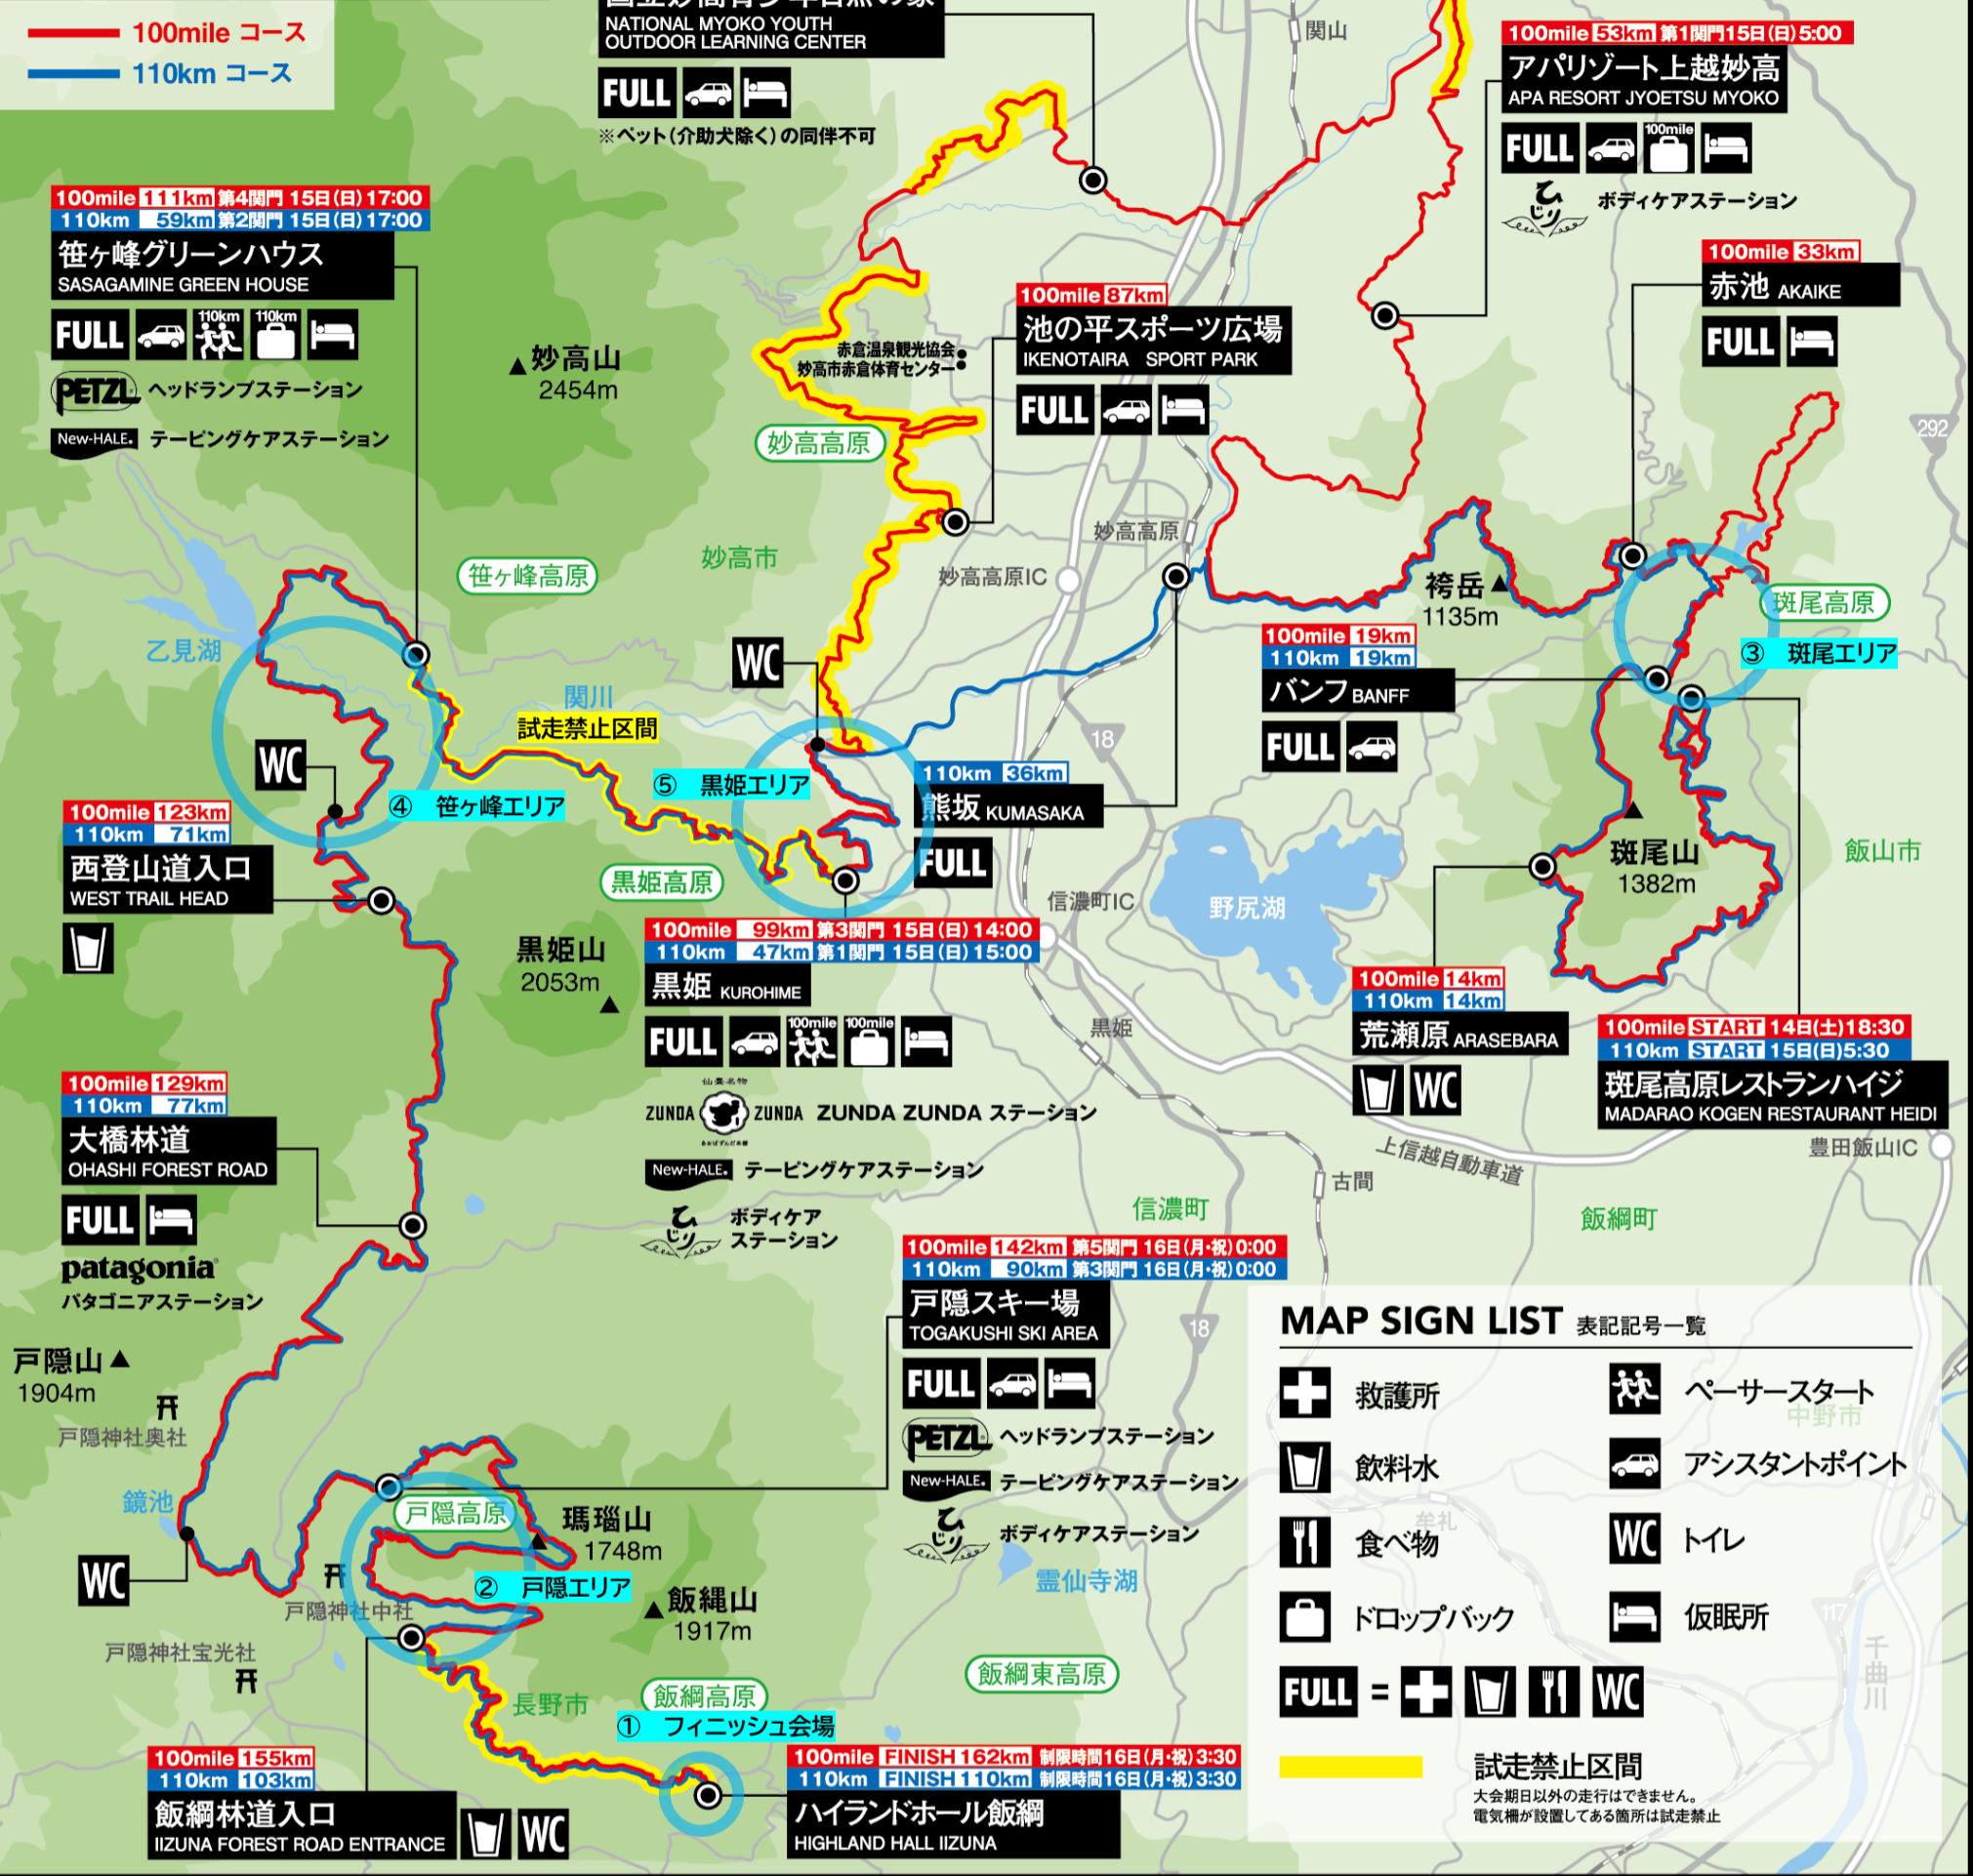 100mile コース
110km コース
NATIONAL MYOKO YOUTH
OUTDOOR LEARNING CENTER
FULL
※ペット(介助犬除く)の同伴不可
関山
100mile 53km 第1関門15日(日)5:00
アパリゾート上越妙高
APA RESORT JYOETSU MYOKO
FULL
100mile
ひじり
ボディケアステーション
100mile 111km 第4関門 15日(日)17:00
110km 59km 第2関門 15日(日)17:00
笹ヶ峰グリーンハウス
SASAGAMINE GREEN HOUSE
FULL
110km
110km
PETZL ヘッドランプステーション
New-HALE. テーピングケアステーション
妙高山
2454m
赤倉温泉観光協会
妙高市赤倉体育センター
100mile 87km
池の平スポーツ広場
IKENOTAIRA SPORT PARK
FULL
100mile 33km
赤池 AKAIKE
FULL
292
妙高高原
笹ヶ峰高原
妙高市
妙高高原
妙高高原IC
袴岳
1135m
斑尾高原
③ 斑尾エリア
乙見湖
WC
関川
試走禁止区間
100mile 19km
110km 19km
バンフ BANFF
FULL
18
WC
④ 笹ヶ峰エリア
⑤ 黒姫エリア
110km 36km
熊坂 KUMASAKA
FULL
100mile 123km
110km 71km
西登山道入口
WEST TRAIL HEAD
黒姫高原
信濃町IC
野尻湖
斑尾山
1382m
飯山市
黒姫山
2053m
100mile 99km 第3関門 15日(日)14:00
110km 47km 第1関門 15日(日)15:00
黒姫 KUROHIME
FULL
100mile
100mile
仙臺名物
ZUNDA ZUNDA ZUNDA ZUNDA ステーション
New-HALE. テーピングケアステーション
ひじり
ボディケア
ステーション
黒姫
100mile 14km
110km 14km
荒瀬原 ARASEBARA
WC
100mile START 14日(土)18:30
110km START 15日(日)5:30
斑尾高原レストランハイジ
MADARAO KOGEN RESTAURANT HEIDI
豊田飯山IC
上信越自動車道
古間
信濃町
飯綱町
100mile 129km
110km 77km
大橋林道
OHASHI FOREST ROAD
FULL
patagonia
パタゴニアステーション
戸隠山
1904m
戸隠神社奥社
鏡池
WC
100mile 142km 第5関門 16日(月・祝)0:00
110km 90km 第3関門 16日(月・祝)0:00
戸隠スキー場
TOGAKUSHI SKI AREA
FULL
PETZL ヘッドランプステーション
New-HALE. テーピングケアステーション
ひじり
ボディケアステーション
18
戸隠高原
瑪瑙山
1748m
② 戸隠エリア
飯縄山
1917m
霊仙寺湖
戸隠神社中社
戸隠神社宝光社
長野市
飯綱高原
飯綱東高原
① フィニッシュ会場
100mile 155km
110km 103km
飯綱林道入口
IIZUNA FOREST ROAD ENTRANCE
WC
100mile FINISH 162km 制限時間16日(月・祝)3:30
110km FINISH 110km 制限時間16日(月・祝)3:30
ハイランドホール飯綱
HIGHLAND HALL IIZUNA
MAP SIGN LIST 表記記号一覧
救護所
ペーサースタート
中野市
飲料水
アシスタントポイント
牟礼
食べ物
WC トイレ
ドロップバック
仮眠所
117
千曲川
FULL =
WC
試走禁止区間
大会期日以外の走行はできません。
電気柵が設置してある箇所は試走禁止